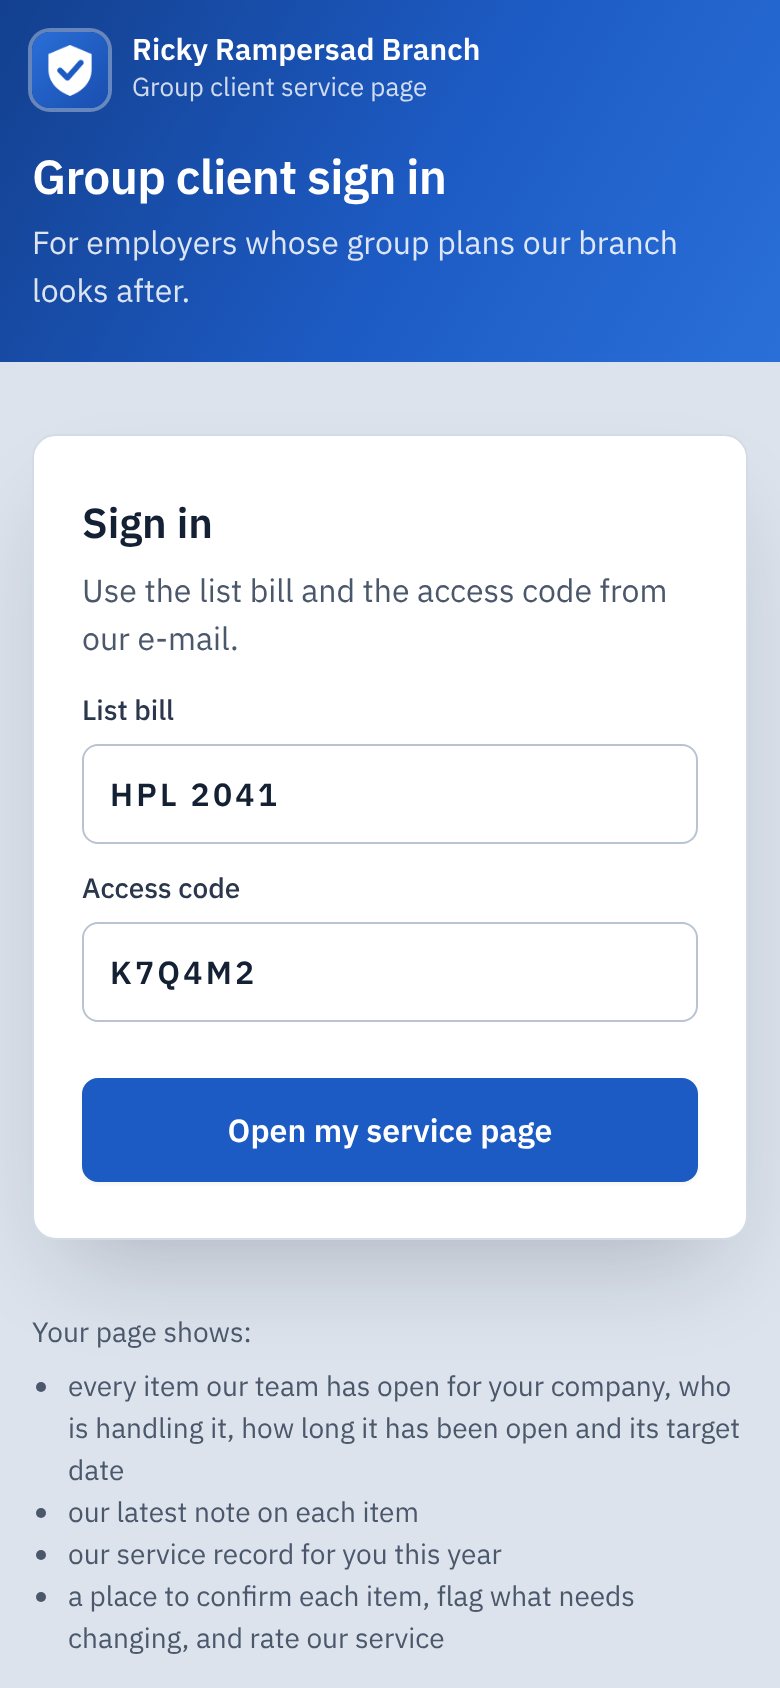 Ricky Rampersad Branch
Group client service page
Group client sign in
For employers whose group plans our branch
looks after.
Sign in
Use the list bill and the access code from
our e-mail.
List bill
HPL 2041
Access code
K7Q4M2
Open my service page
Your page shows:
• every item our team has open for your company, who
is handling it, how long it has been open and its target
date
• our latest note on each item
• our service record for you this year
• a place to confirm each item, flag what needs
changing, and rate our service